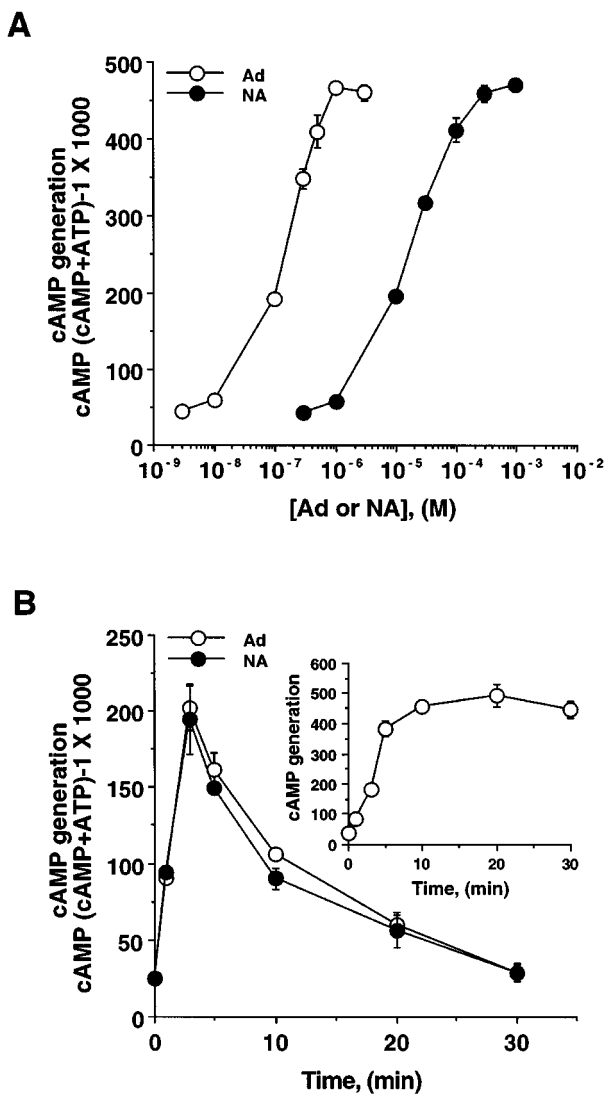 A
Ad
NA
cAMP generation
cAMP (cAMP+ATP)-1 X 1000
500
400
300
200
100
0
10⁻⁹ 10⁻⁸ 10⁻⁷ 10⁻⁶ 10⁻⁵ 10⁻⁴ 10⁻³ 10⁻²
[Ad or NA], (M)
B
Ad
NA
cAMP generation
cAMP (cAMP+ATP)-1 X 1000
250
200
150
100
50
0
0 10 20 30
Time, (min)
cAMP generation
600
500
400
300
200
100
0
0 10 20 30
Time, (min)